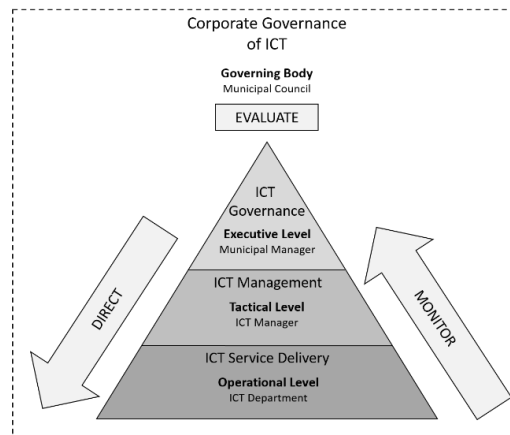 Corporate Governance
of ICT
Governing Body
Municipal Council
EVALUATE
ICT
Governance
Executive Level
Municipal Manager
DIRECT
MONITOR
ICT Management
Tactical Level
ICT Manager
ICT Service Delivery
Operational Level
ICT Department